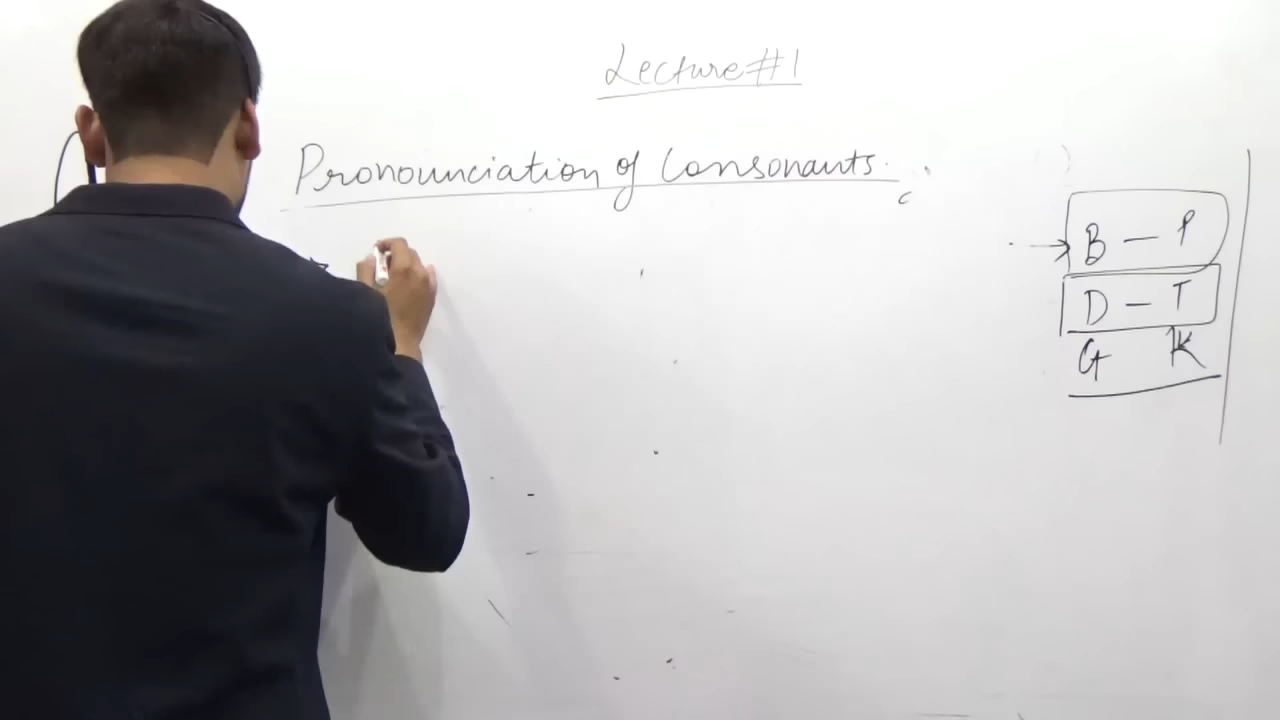 Lecture #1
Pronounciation of Consonants.
B — P
D — T
G K